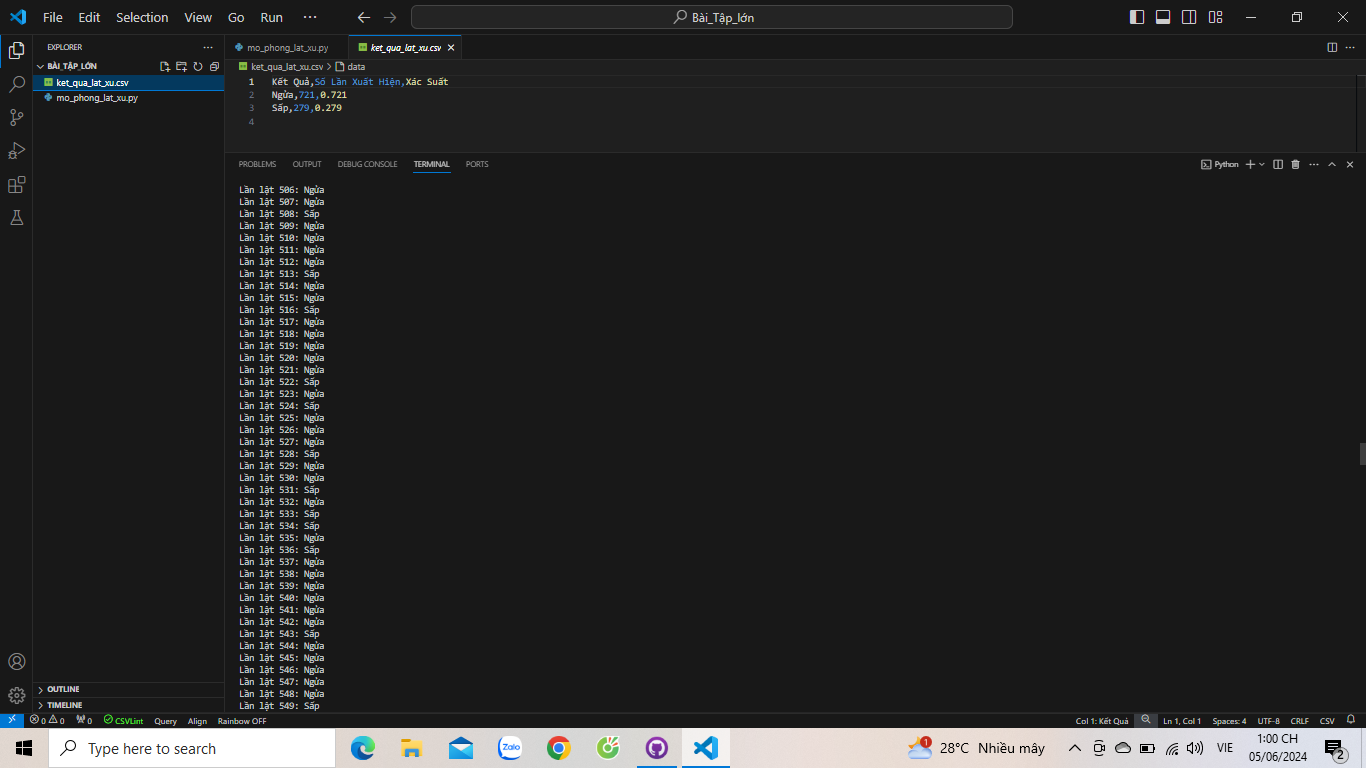 File Edit Selection View Go Run ··· Bài_Tập_lớn
EXPLORER ···
BÀI_TẬP_LỚN
ket_qua_lat_xu.csv
mo_phong_lat_xu.py
OUTLINE
TIMELINE
mo_phong_lat_xu.py ket_qua_lat_xu.csv
ket_qua_lat_xu.csv > data
1 Kết Quả,Số Lần Xuất Hiện,Xác Suất
2 Ngửa,721,0.721
3 Sấp,279,0.279
4
PROBLEMS OUTPUT DEBUG CONSOLE TERMINAL PORTS Python
Lần lật 506: Ngửa
Lần lật 507: Ngửa
Lần lật 508: Sấp
Lần lật 509: Ngửa
Lần lật 510: Ngửa
Lần lật 511: Ngửa
Lần lật 512: Ngửa
Lần lật 513: Sấp
Lần lật 514: Ngửa
Lần lật 515: Ngửa
Lần lật 516: Sấp
Lần lật 517: Ngửa
Lần lật 518: Ngửa
Lần lật 519: Ngửa
Lần lật 520: Ngửa
Lần lật 521: Ngửa
Lần lật 522: Sấp
Lần lật 523: Ngửa
Lần lật 524: Sấp
Lần lật 525: Ngửa
Lần lật 526: Ngửa
Lần lật 527: Ngửa
Lần lật 528: Sấp
Lần lật 529: Ngửa
Lần lật 530: Ngửa
Lần lật 531: Sấp
Lần lật 532: Ngửa
Lần lật 533: Sấp
Lần lật 534: Sấp
Lần lật 535: Ngửa
Lần lật 536: Sấp
Lần lật 537: Ngửa
Lần lật 538: Ngửa
Lần lật 539: Ngửa
Lần lật 540: Ngửa
Lần lật 541: Ngửa
Lần lật 542: Ngửa
Lần lật 543: Sấp
Lần lật 544: Ngửa
Lần lật 545: Ngửa
Lần lật 546: Ngửa
Lần lật 547: Ngửa
Lần lật 548: Ngửa
Lần lật 549: Sấp
0 0 0 CSVLint Query Align Rainbow OFF Col 1: Kết Quả Ln 1, Col 1 Spaces: 4 UTF-8 CRLF CSV
Type here to search Zalo 1 28°C Nhiều mây VIE 1:00 CH
05/06/2024 2